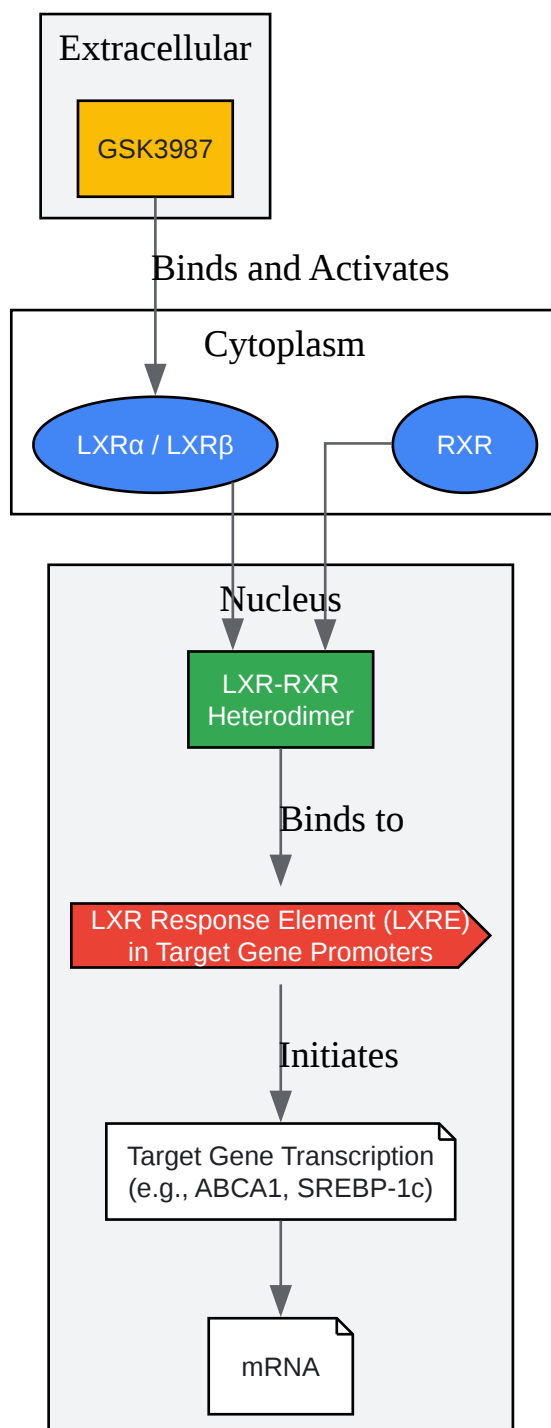 Extracellular
GSK3987
Binds and Activates
Cytoplasm
LXRα / LXRβ
RXR
Nucleus
LXR-RXR
Heterodimer
Binds to
LXR Response Element (LXRE)
in Target Gene Promoters
Initiates
Target Gene Transcription
(e.g., ABCA1, SREBP-1c)
mRNA